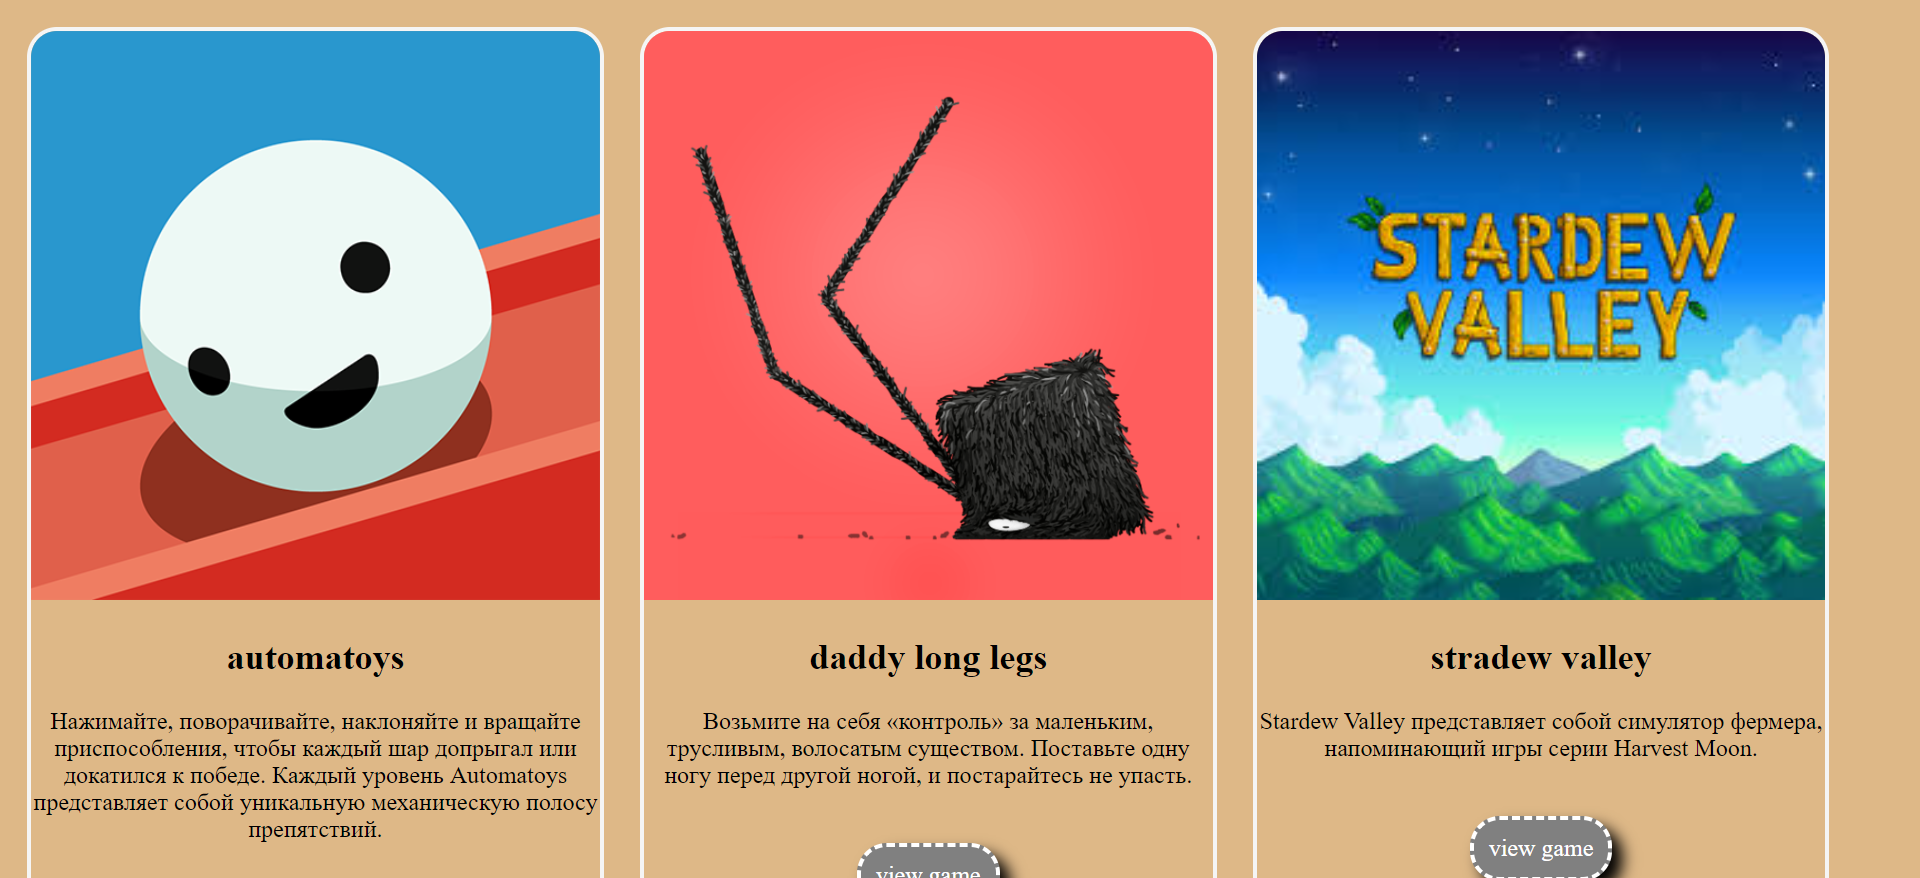 STARDEW
VALLEY
automatoys
Нажимайте, поворачивайте, наклоняйте и вращайте
приспособления, чтобы каждый шар допрыгал или
докатился к победе. Каждый уровень Automatoys
представляет собой уникальную механическую полосу
препятствий.
daddy long legs
Возьмите на себя «контроль» за маленьким,
трусливым, волосатым существом. Поставьте одну
ногу перед другой ногой, и постарайтесь не упасть.
view game
stradew valley
Stardew Valley представляет собой симулятор фермера,
напоминающий игры серии Harvest Moon.
view game